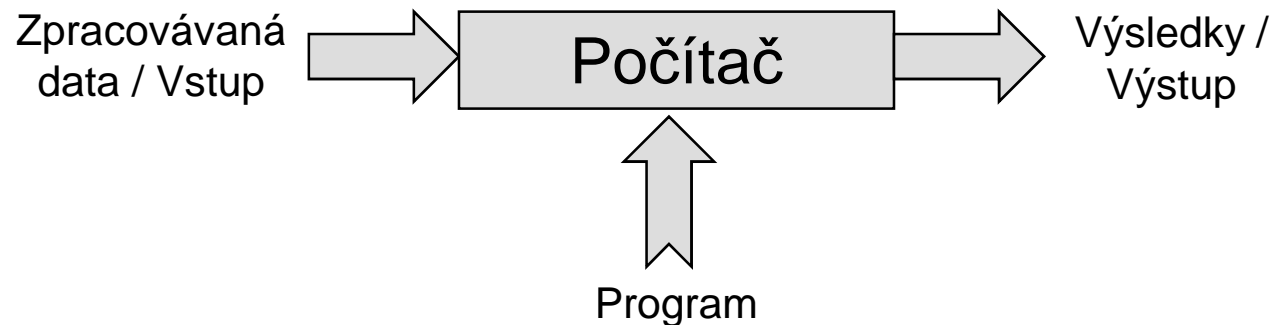 Zpracovávaná
data / Vstup
Počítač
Výsledky /
Výstup
Program